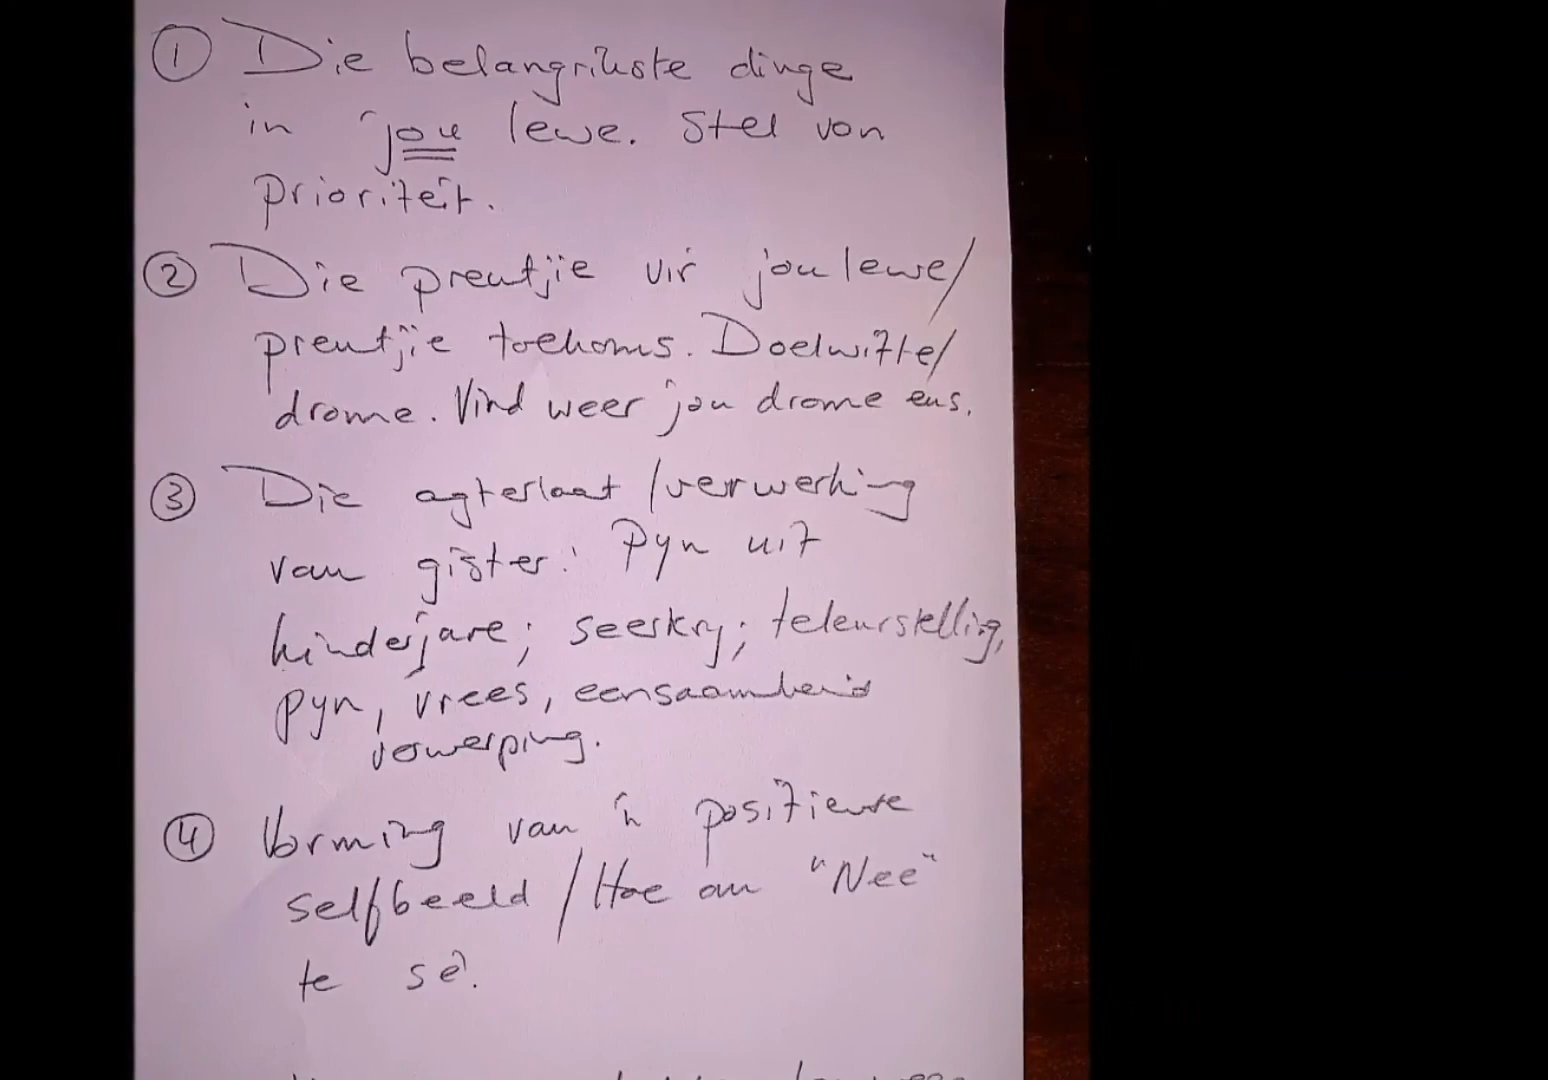 ① Die belangrikste dinge
in jou lewe. Stel van
prioriteit.
② Die prentjie vir jou lewe/
prentjie toekoms. Doelwitte/
drome. Vind weer jou drome eens.
③ Die agterlaat /verwerking
van gister: Pyn uit
kinderjare; seerkry; teleurstelling,
pyn, vrees, eensaamheid
verwerping.
④ Vorming van 'n positiewe
selfbeeld / Hoe om "Nee"
te sê.